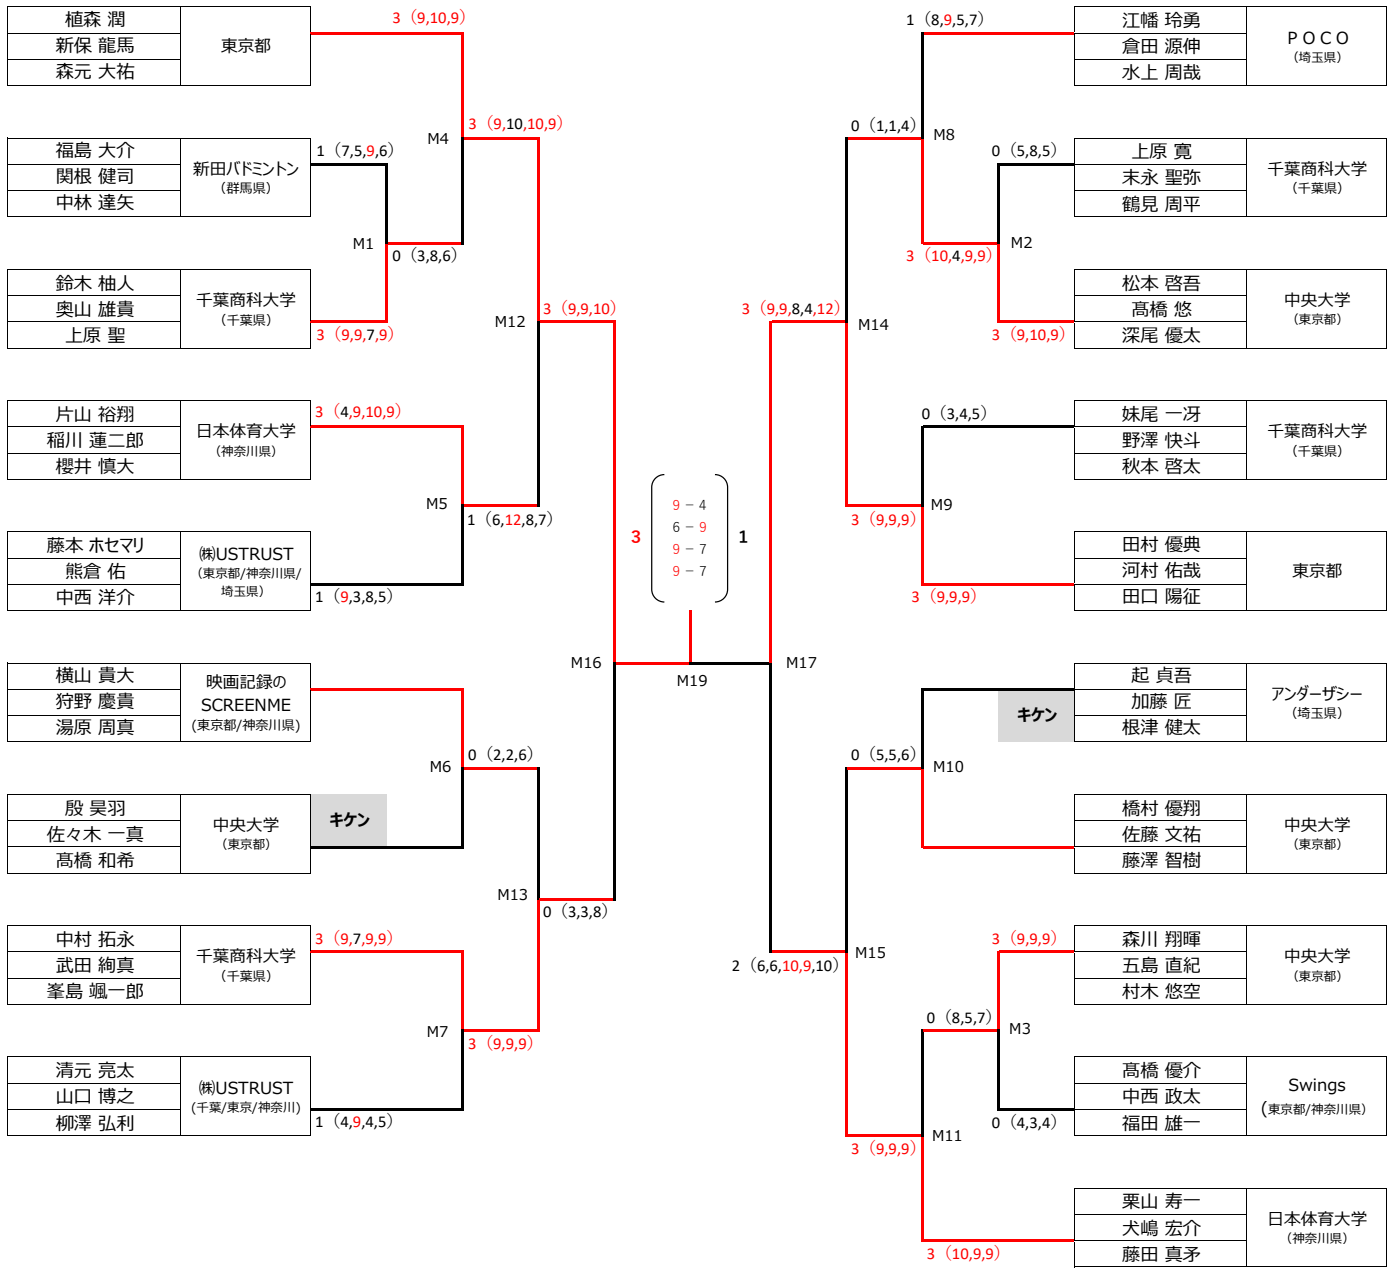 植森 潤
新保 龍馬
森元 大祐
東京都
3（9,10,9）
福島 大介
関根 健司
中林 達矢
新田バドミントン
（群馬県）
1（7,5,9,6）
鈴木 柚人
奥山 雄貴
上原 聖
千葉商科大学
（千葉県）
3（9,9,7,9）
M1
0（3,8,6）
M4
3（9,10,10,9）
片山 裕翔
稲川 蓮二郎
櫻井 慎大
日本体育大学
（神奈川県）
3（4,9,10,9）
藤本 ホセマリ
熊倉 佑
中西 洋介
㈱USTRUST
（東京都/神奈川県/
埼玉県）
1（9,3,8,5）
M5
1（6,12,8,7）
M12
3（9,9,10）
横山 貴大
狩野 慶貴
湯原 周真
映画記録の
SCREENME
(東京都/神奈川県)
殷 昊羽
佐々木 一真
髙橋 和希
中央大学
（東京都）
キケン
M6
0（2,2,6）
中村 拓永
武田 絢真
峯島 颯一郎
千葉商科大学
（千葉県）
3（9,7,9,9）
清元 亮太
山口 博之
柳澤 弘利
㈱USTRUST
(千葉/東京/神奈川)
1（4,9,4,5）
M7
3（9,9,9）
M13
0（3,3,8）
M16
3
9 – 4
6 – 9
9 – 7
9 – 7
1
M19
M17
江幡 玲勇
倉田 源伸
水上 周哉
ＰＯＣＯ
（埼玉県）
1（8,9,5,7）
上原 寛
末永 聖弥
鶴見 周平
千葉商科大学
（千葉県）
0（5,8,5）
松本 啓吾
髙橋 悠
深尾 優太
中央大学
（東京都）
3（9,10,9）
M2
3（10,4,9,9）
M8
0（1,1,4）
妹尾 一冴
野澤 快斗
秋本 啓太
千葉商科大学
（千葉県）
0（3,4,5）
田村 優典
河村 佑哉
田口 陽征
東京都
3（9,9,9）
M9
3（9,9,9）
M14
3（9,9,8,4,12）
起 貞吾
加藤 匠
根津 健太
アンダーザシー
（埼玉県）
キケン
橋村 優翔
佐藤 文祐
藤澤 智樹
中央大学
（東京都）
M10
0（5,5,6）
森川 翔暉
五島 直紀
村木 悠空
中央大学
（東京都）
3（9,9,9）
髙橋 優介
中西 政太
福田 雄一
Swings
(東京都/神奈川県）
0（4,3,4）
M3
0（8,5,7）
栗山 寿一
犬嶋 宏介
藤田 真矛
日本体育大学
（神奈川県）
3（10,9,9）
M11
3（9,9,9）
M15
2（6,6,10,9,10）